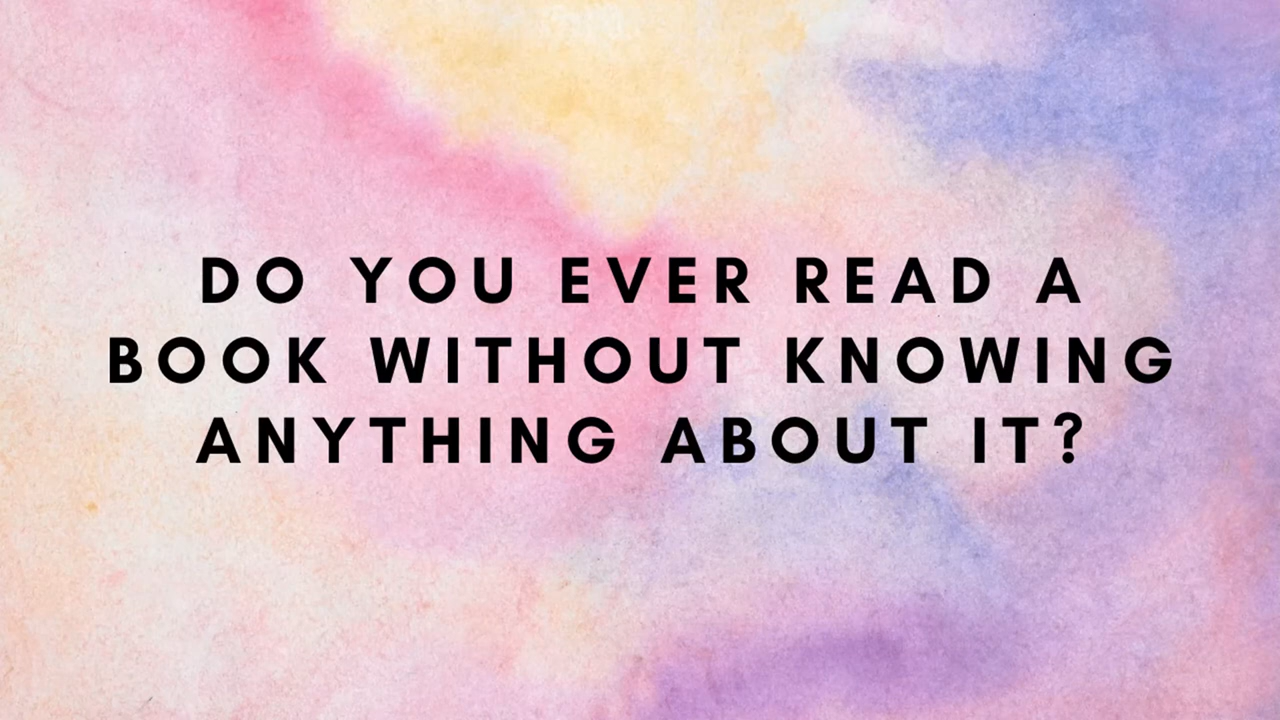 DO YOU EVER READ A
BOOK WITHOUT KNOWING
ANYTHING ABOUT IT?